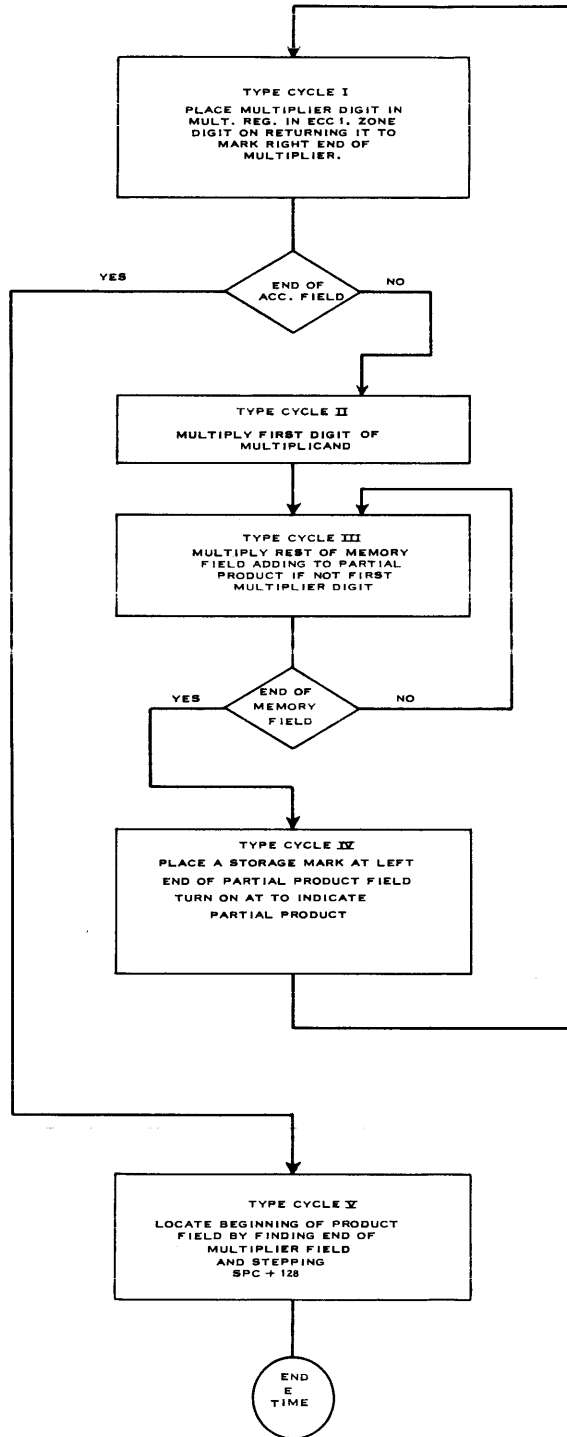 TYPE CYCLE I
PLACE MULTIPLIER DIGIT IN
MULT. REG. IN ECC 1. ZONE
DIGIT ON RETURNING IT TO
MARK RIGHT END OF
MULTIPLIER.
YES
END OF
ACC. FIELD
NO
TYPE CYCLE II
MULTIPLY FIRST DIGIT OF
MULTIPLICAND
TYPE CYCLE III
MULTIPLY REST OF MEMORY
FIELD ADDING TO PARTIAL
PRODUCT IF NOT FIRST
MULTIPLIER DIGIT
YES
END OF
MEMORY
FIELD
NO
TYPE CYCLE IV
PLACE A STORAGE MARK AT LEFT
END OF PARTIAL PRODUCT FIELD
TURN ON AT TO INDICATE
PARTIAL PRODUCT
TYPE CYCLE V
LOCATE BEGINNING OF PRODUCT
FIELD BY FINDING END OF
MULTIPLIER FIELD
AND STEPPING
SPC + 128
END
E
TIME